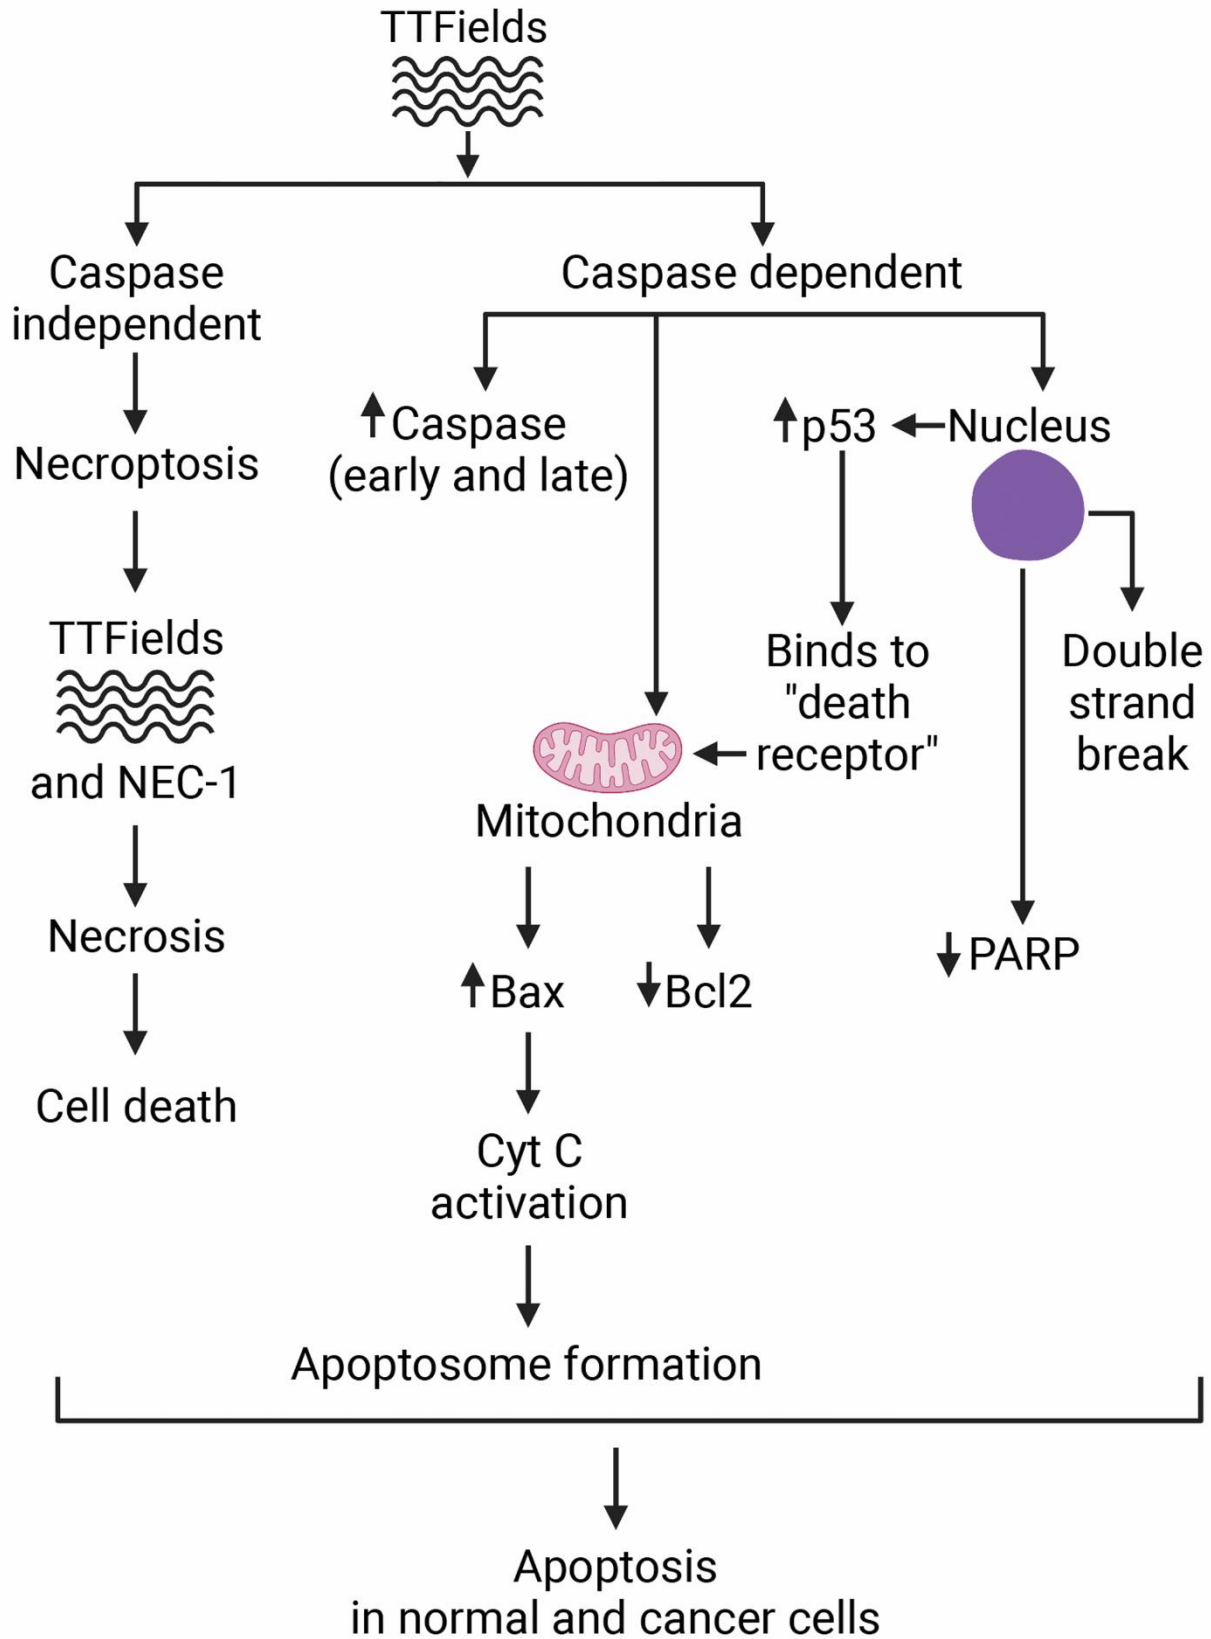 TTFields
Caspase
independent
Necroptosis
TTFields
and NEC-1
Necrosis
Cell death
Caspase dependent
Caspase
(early and late)
p53
Nucleus
Binds to
"death
receptor"
Double
strand
break
Mitochondria
Bax
Bcl2
PARP
Cyt C
activation
Apoptosome formation
Apoptosis
in normal and cancer cells